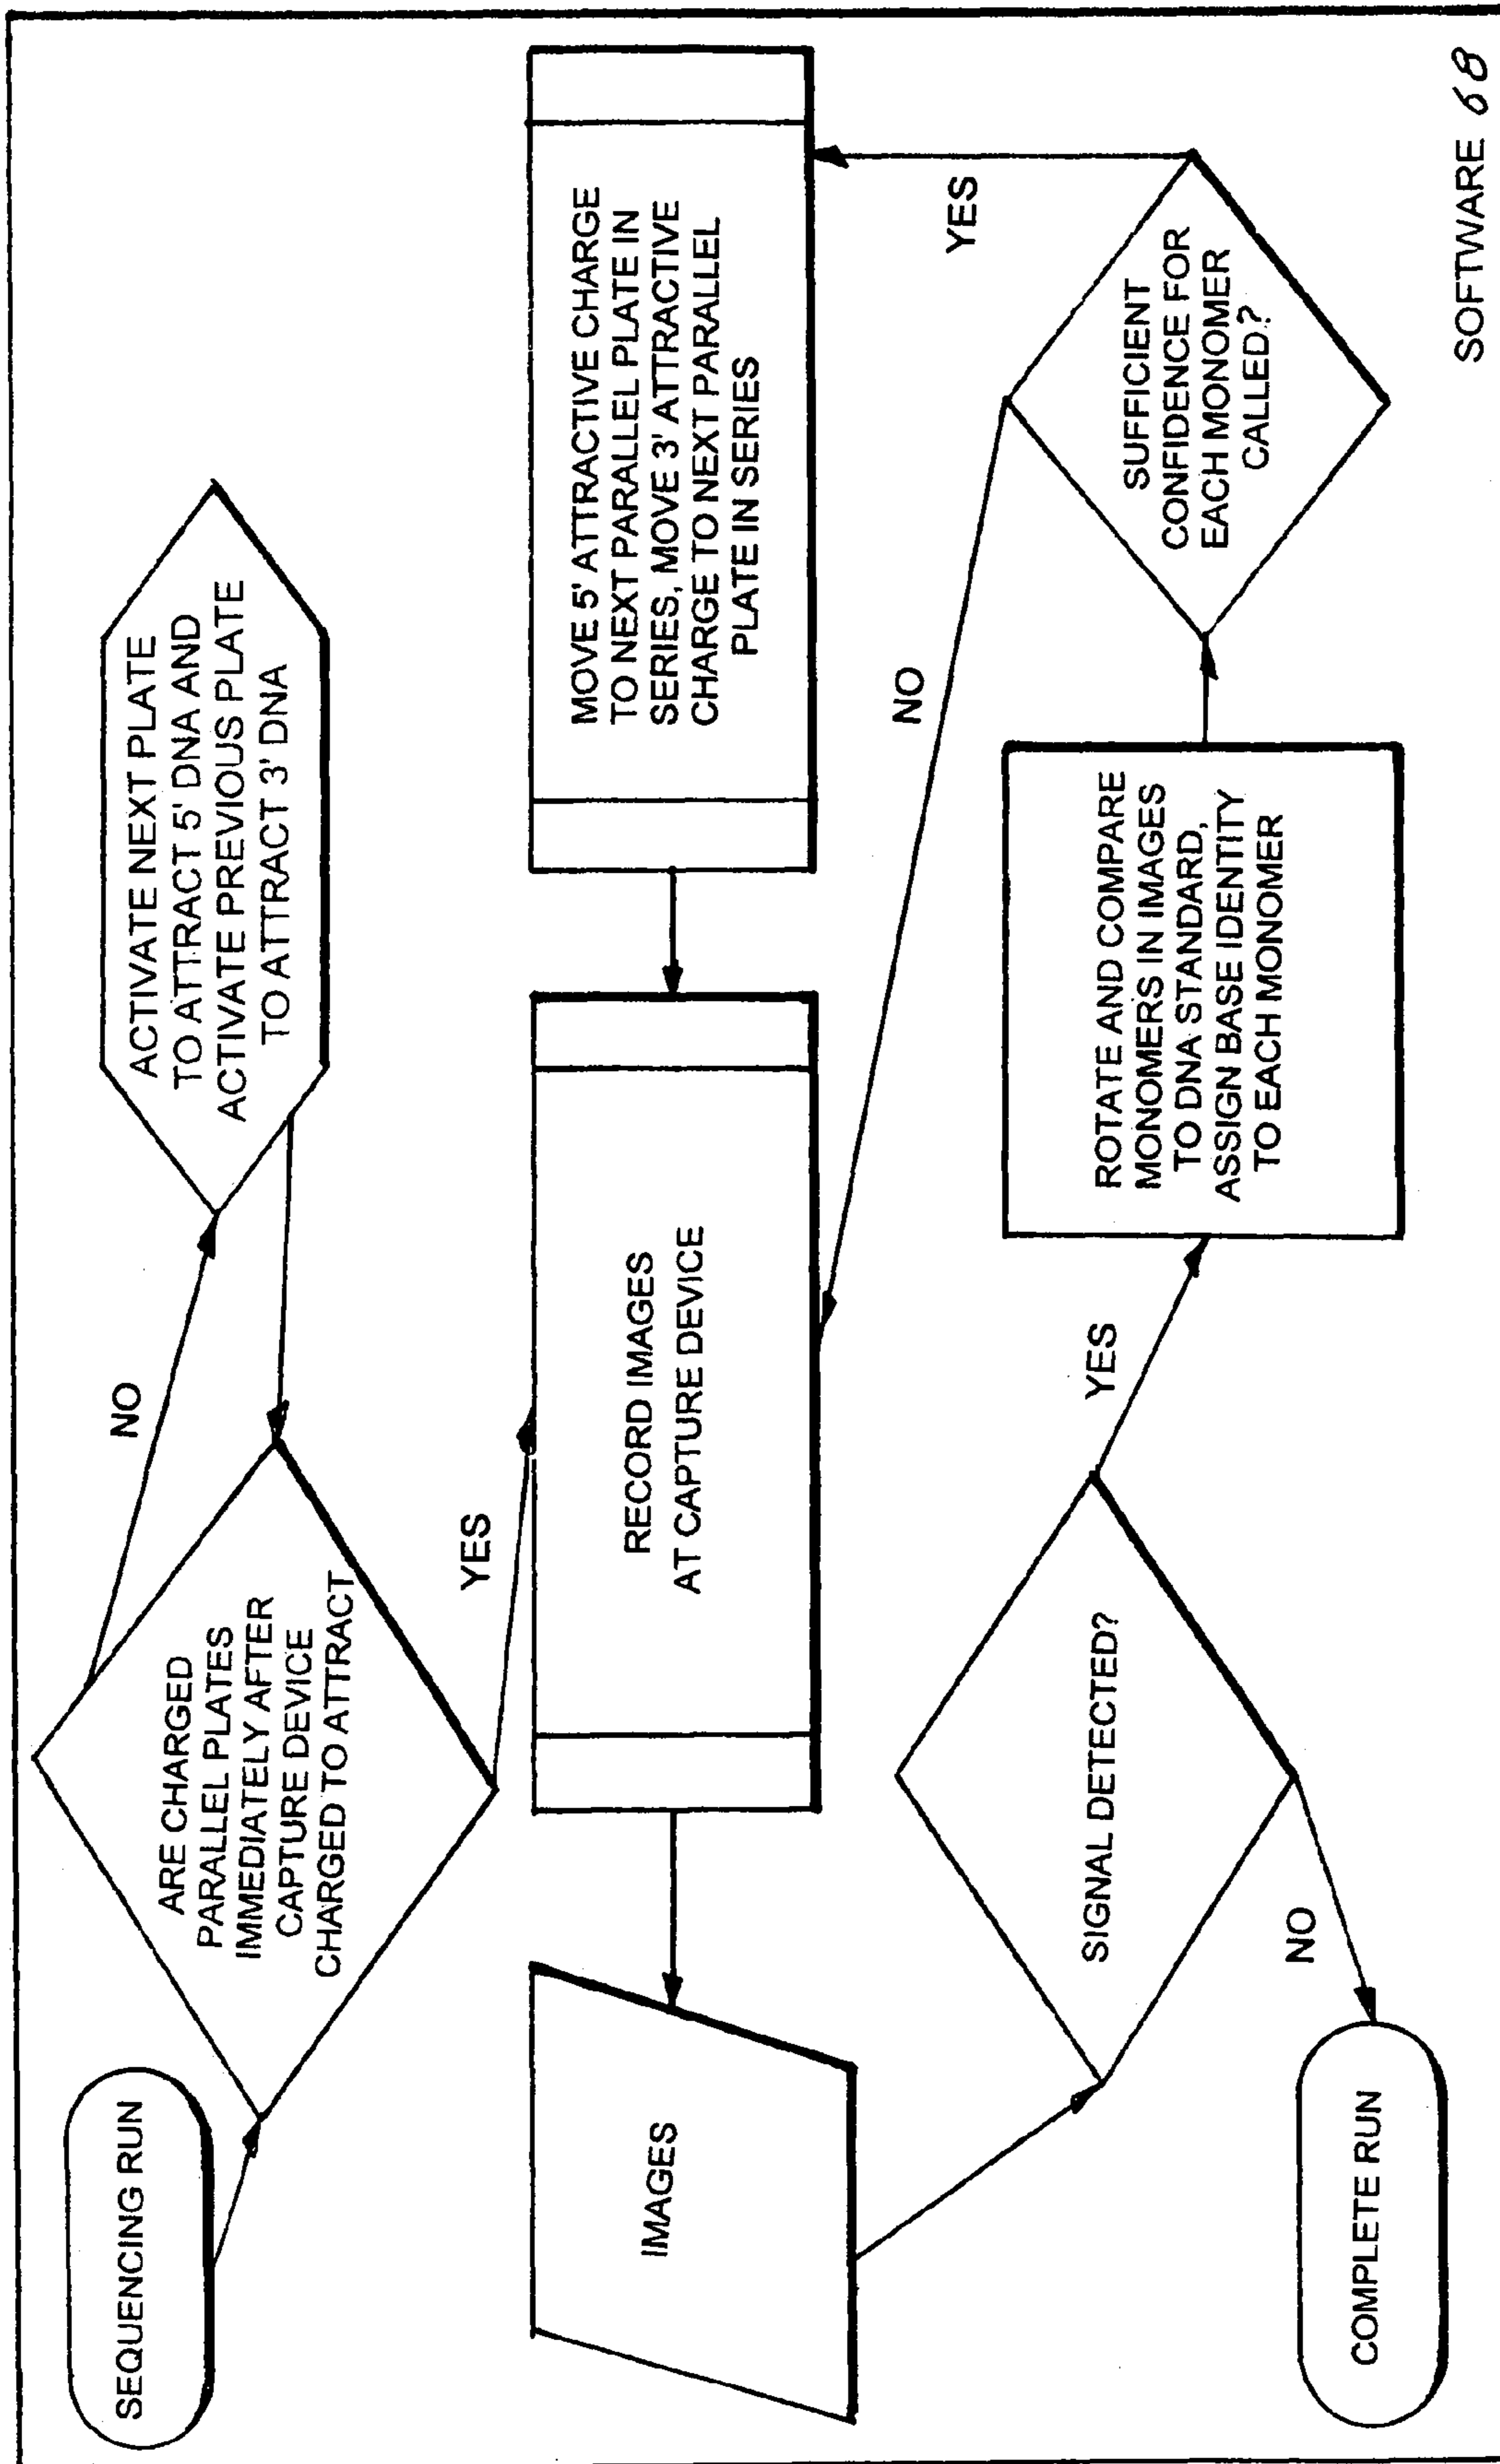 SEQUENCING RUN
ARE CHARGED
PARALLEL PLATES
IMMEDIATELY AFTER
CAPTURE DEVICE
CHARGED TO ATTRACT
NO
ACTIVATE NEXT PLATE
TO ATTRACT 5' DNA AND
ACTIVATE PREVIOUS PLATE
TO ATTRACT 3' DNA
YES
IMAGES
RECORD IMAGES
AT CAPTURE DEVICE
MOVE 5' ATTRACTIVE CHARGE
TO NEXT PARALLEL PLATE IN
SERIES, MOVE 3' ATTRACTIVE
CHARGE TO NEXT PARALLEL
PLATE IN SERIES
NO
YES
SIGNAL DETECTED?
YES
ROTATE AND COMPARE
MONOMERS IN IMAGES
TO DNA STANDARD,
ASSIGN BASE IDENTITY
TO EACH MONOMER
SUFFICIENT
CONFIDENCE FOR
EACH MONOMER
CALLED?
NO
COMPLETE RUN
SOFTWARE 68